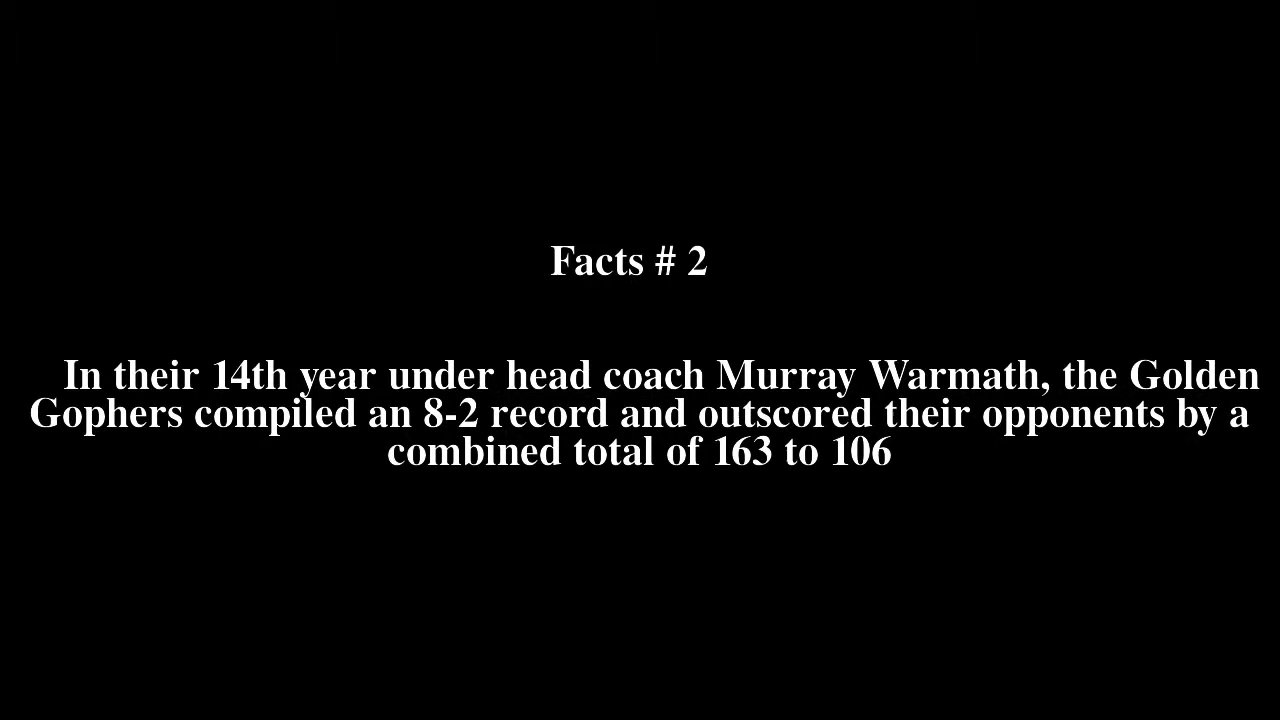 Facts # 2
In their 14th year under head coach Murray Warmath, the Golden
Gophers compiled an 8-2 record and outscored their opponents by a
combined total of 163 to 106